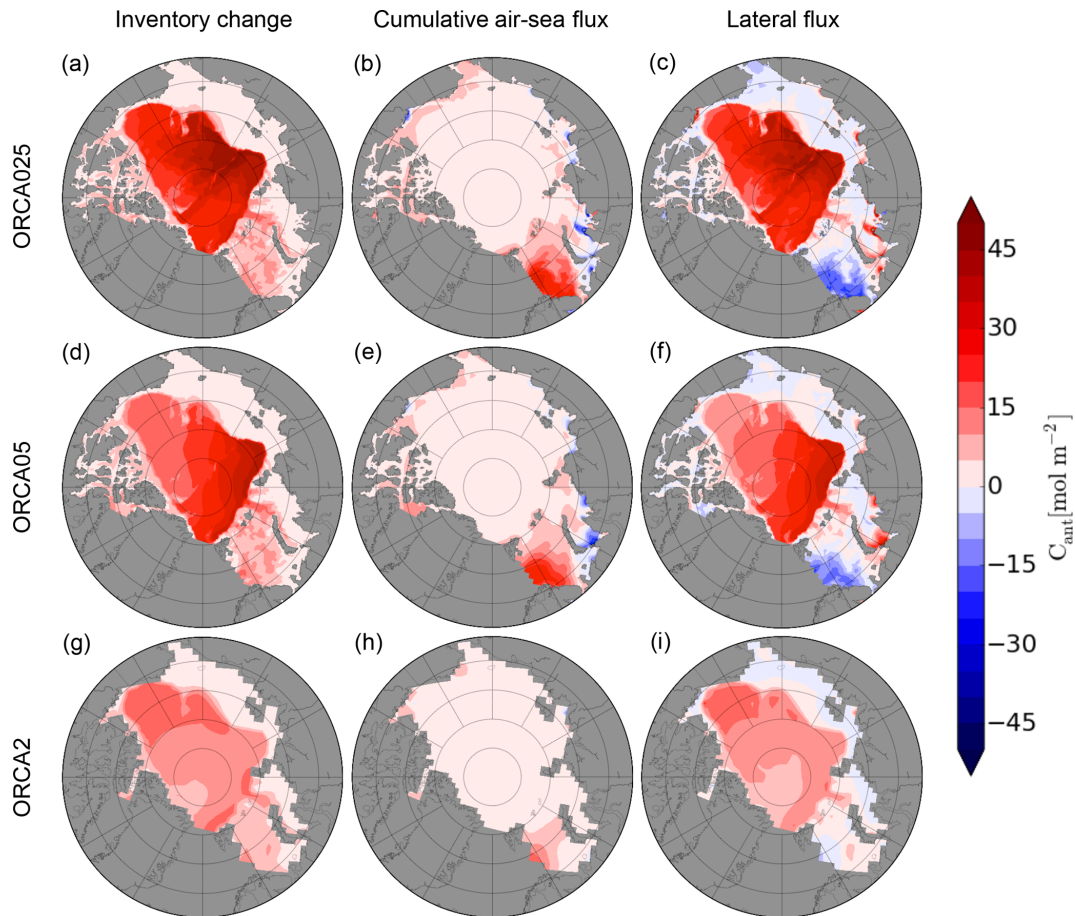 Inventory change Cumulative air-sea flux Lateral flux
(a) (b) (c)
ORCA025
(d) (e) (f)
ORCA05
(g) (h) (i)
ORCA2
45
30
15
0
−15
−30
−45
C_ant [mol m⁻²]